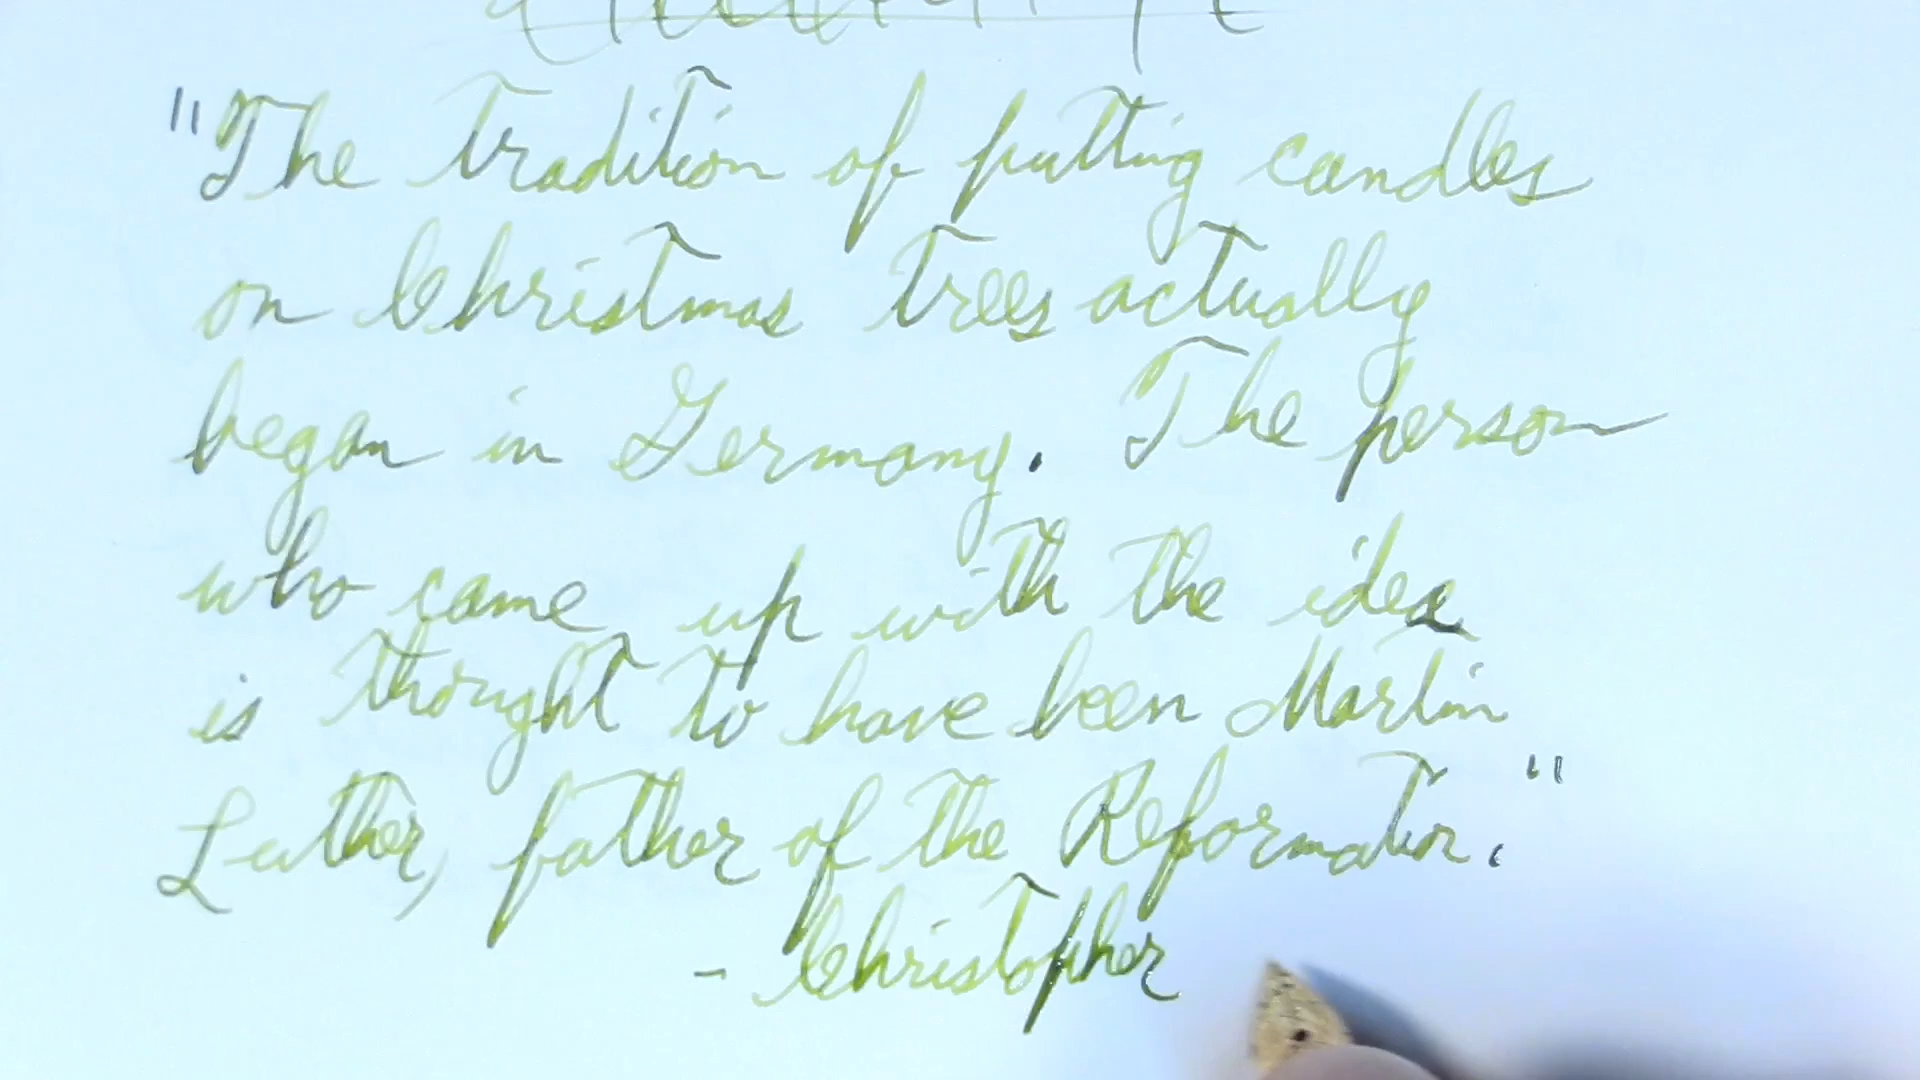 "The tradition of putting candles
on Christmas trees actually
began in Germany. The person
who came up with the idea
is thought to have been Martin
Luther, father of the Reformation."
- Christopher